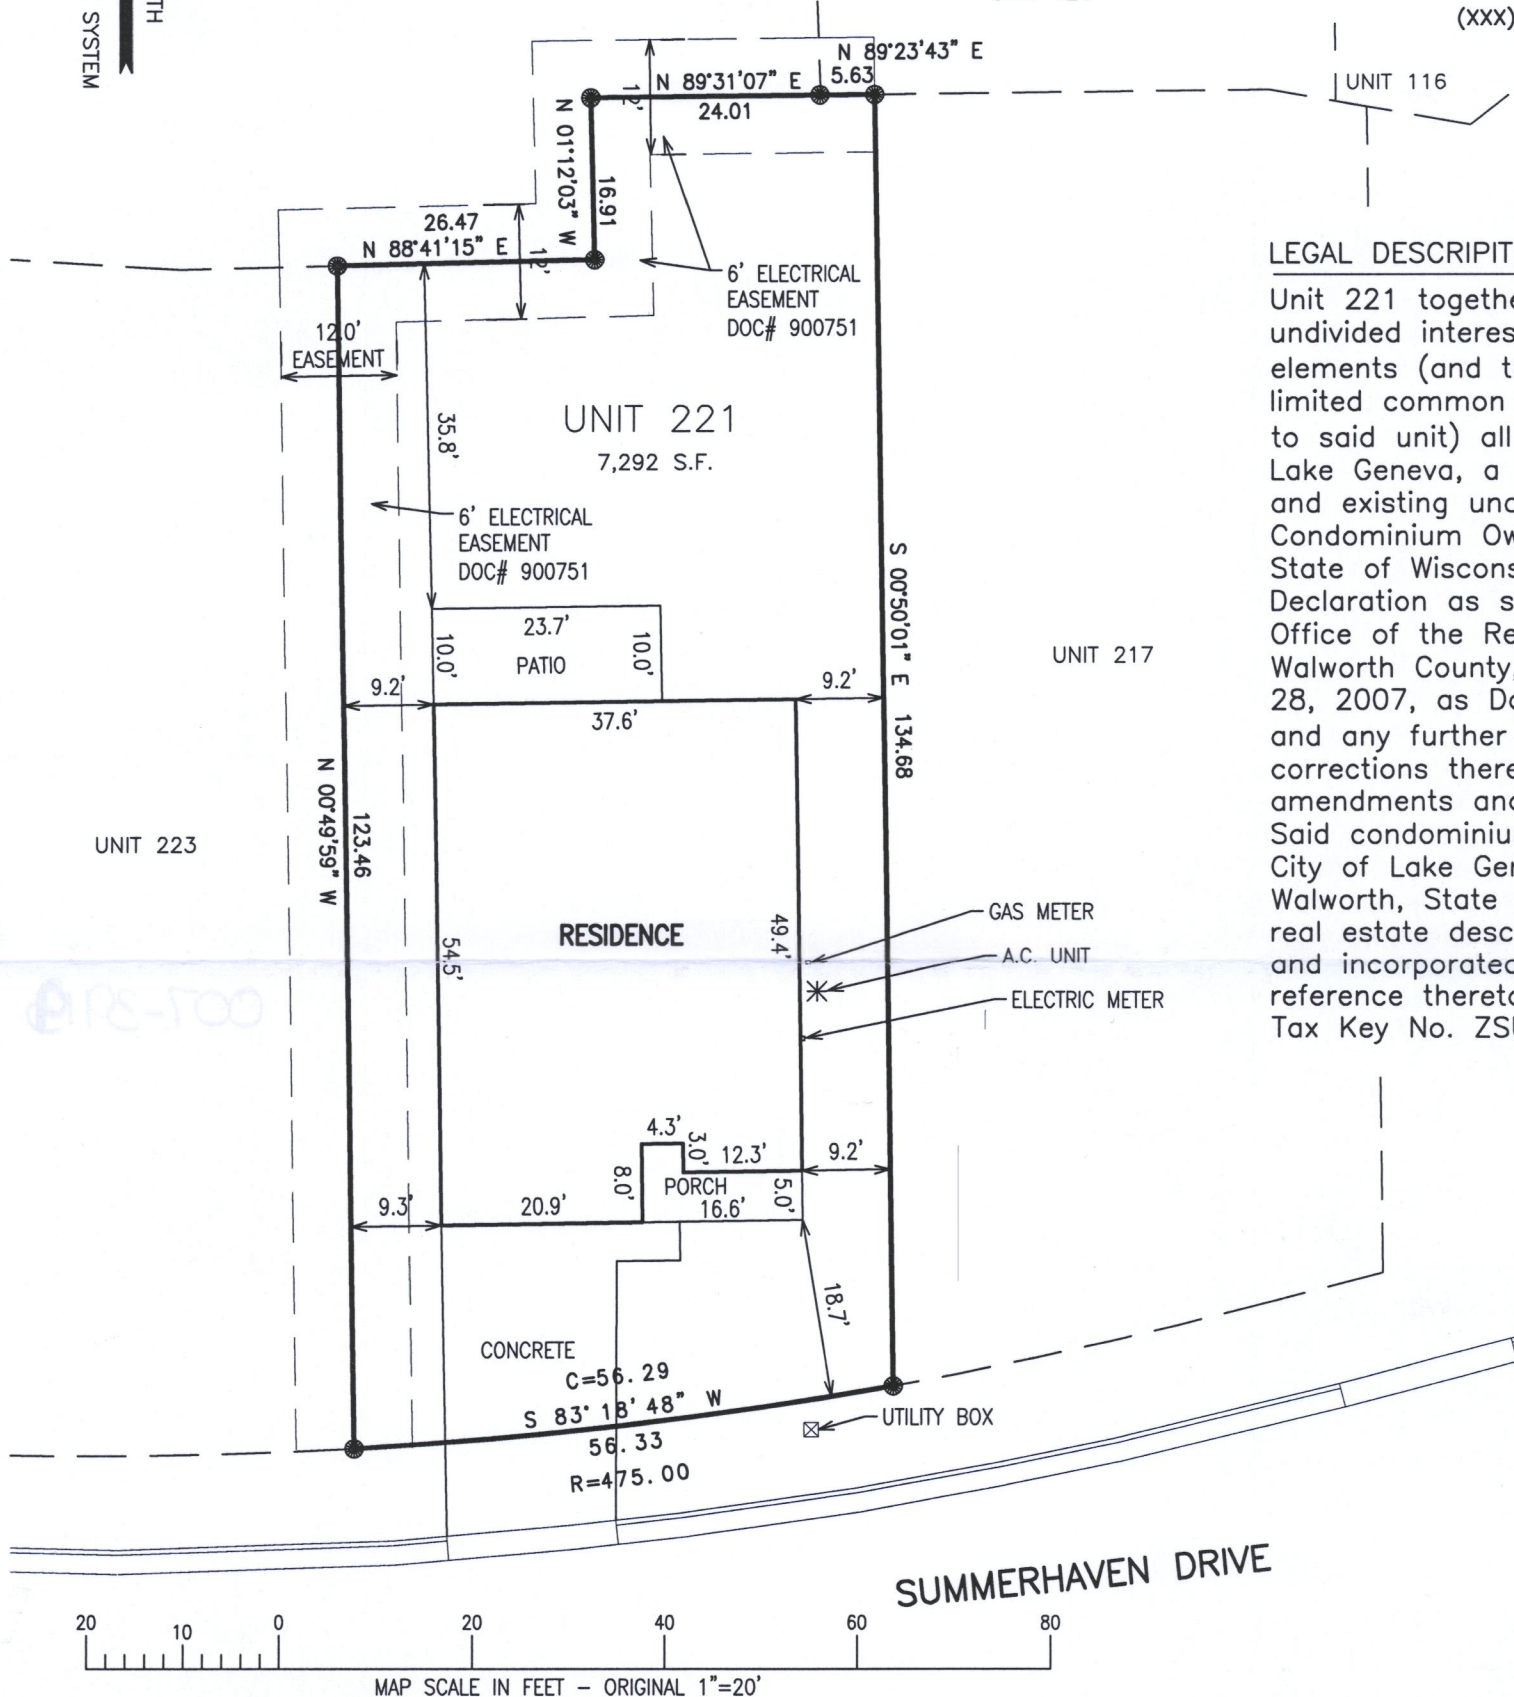 TH
SYSTEM
(XXX)
N 89°23'43" E
5.63
N 89°31'07" E
24.01
12'
N 01°12'03" W
16.91
UNIT 116
26.47
N 88°41'15" E
12'
6' ELECTRICAL
EASEMENT
DOC# 900751
12.0'
EASEMENT
35.8'
UNIT 221
7,292 S.F.
6' ELECTRICAL
EASEMENT
DOC# 900751
S 00°50'01" E 134.68
UNIT 217
23.7'
PATIO
10.0'
10.0'
9.2'
9.2'
37.6'
N 00°49'59" W
123.46
UNIT 223
RESIDENCE
54.5'
49.4'
GAS METER
A.C. UNIT
ELECTRIC METER
4.3'
3.0'
12.3'
9.2'
8.0'
PORCH
5.0'
16.6'
9.3'
20.9'
18.7'
CONCRETE
C=56.29
S 83° 18' 48" W
56.33
R=475.00
UTILITY BOX
SUMMERHAVEN DRIVE
20 10 0 20 40 60 80
MAP SCALE IN FEET - ORIGINAL 1"=20'
LEGAL DESCRIPIT
Unit 221 togethe
undivided interes
elements (and t
limited common
to said unit) all
Lake Geneva, a
and existing und
Condominium Ow
State of Wiscons
Declaration as s
Office of the Re
Walworth County,
28, 2007, as Do
and any further
corrections there
amendments and
Said condominiu
City of Lake Gen
Walworth, State
real estate desc
and incorporated
reference thereto
Tax Key No. ZSU